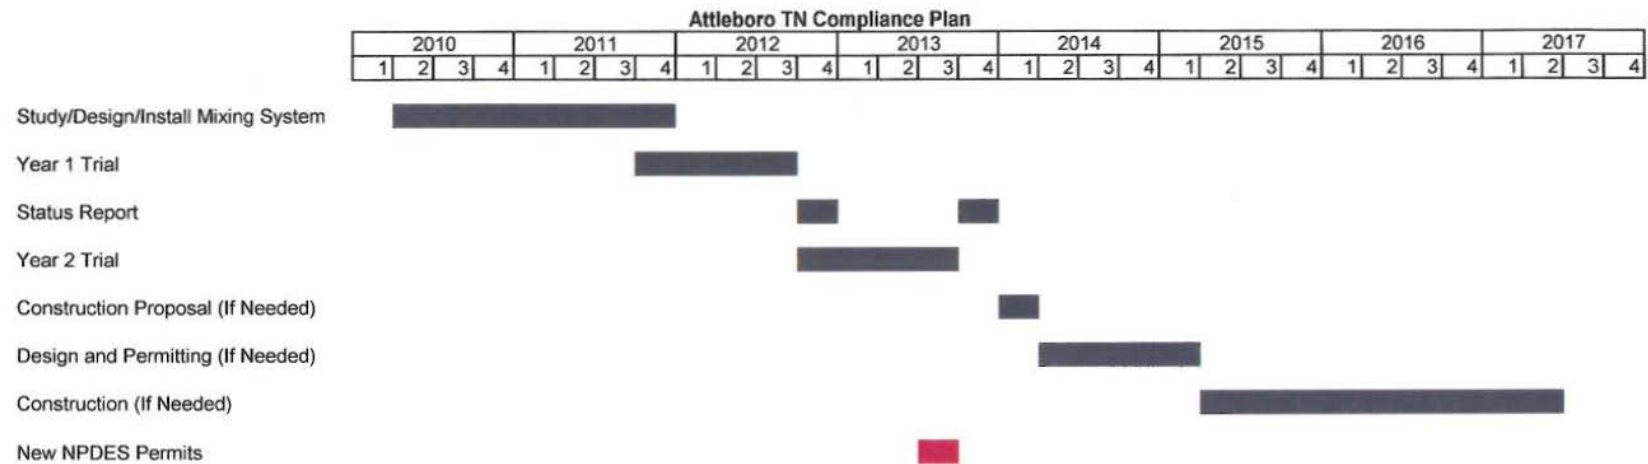 Attleboro TN Compliance Plan
2010 2011 2012 2013 2014 2015 2016 2017
1 2 3 4 1 2 3 4 1 2 3 4 1 2 3 4 1 2 3 4 1 2 3 4 1 2 3 4 1 2 3 4
Study/Design/Install Mixing System
Year 1 Trial
Status Report
Year 2 Trial
Construction Proposal (If Needed)
Design and Permitting (If Needed)
Construction (If Needed)
New NPDES Permits